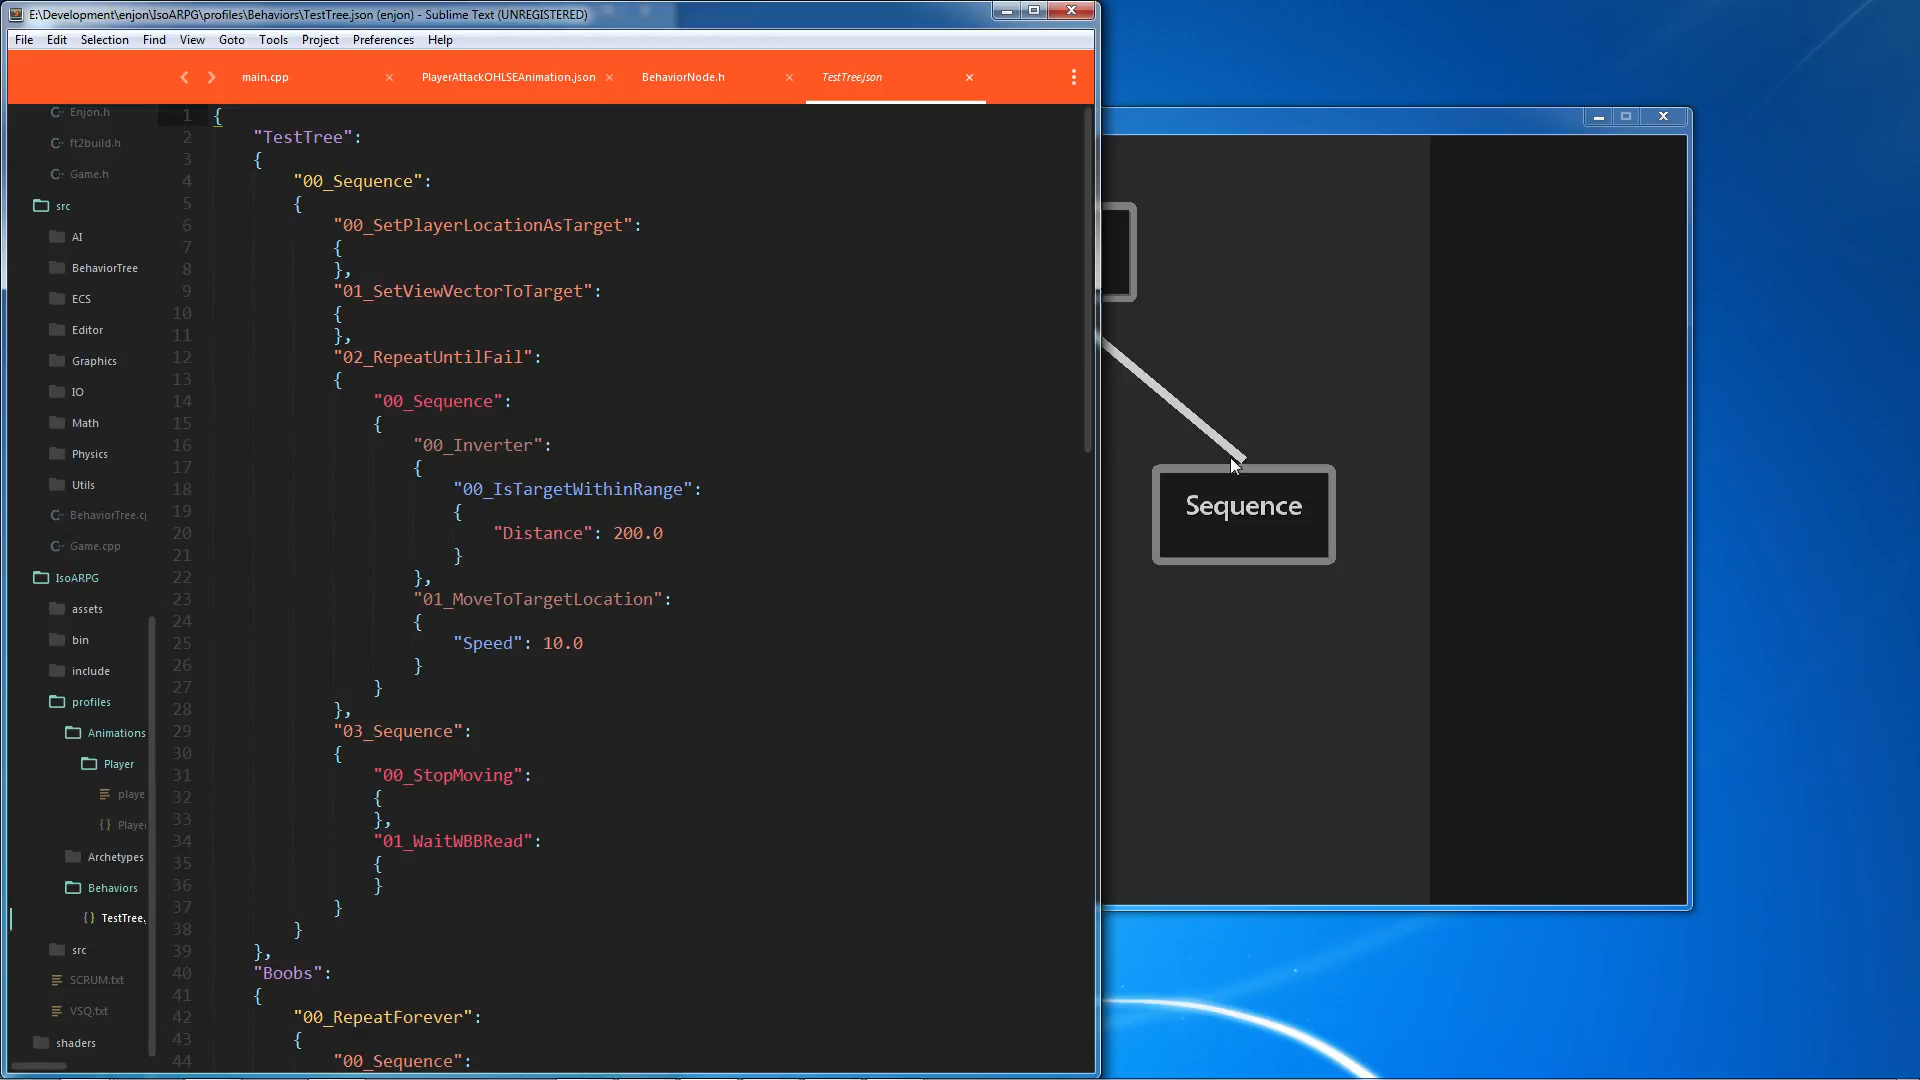 E:\Development\enjon\IsoARPG\profiles\Behaviors\TestTree.json (enjon) - Sublime Text (UNREGISTERED)
File Edit Selection Find View Goto Tools Project Preferences Help
main.cpp PlayerAttackOHLSEAnimation.json BehaviorNode.h TestTree.json
Enjon.h
ft2build.h
Game.h
src
AI
BehaviorTree
ECS
Editor
Graphics
IO
Math
Physics
Utils
BehaviorTree.cp
Game.cpp
IsoARPG
assets
bin
include
profiles
Animations
Player
playe
Player
Archetypes
Behaviors
TestTree.
src
SCRUM.txt
VSQ.txt
shaders
1 {
2 "TestTree":
3 {
4 "00_Sequence":
5 {
6 "00_SetPlayerLocationAsTarget":
7 {
8 },
9 "01_SetViewVectorToTarget":
10 {
11 },
12 "02_RepeatUntilFail":
13 {
14 "00_Sequence":
15 {
16 "00_Inverter":
17 {
18 "00_IsTargetWithinRange":
19 {
20 "Distance": 200.0
21 }
22 },
23 "01_MoveToTargetLocation":
24 {
25 "Speed": 10.0
26 }
27 }
28 },
29 "03_Sequence":
30 {
31 "00_StopMoving":
32 {
33 },
34 "01_WaitWBBRead":
35 {
36 }
37 }
38 }
39 },
40 "Boobs":
41 {
42 "00_RepeatForever":
43 {
44 "00_Sequence":
Sequence